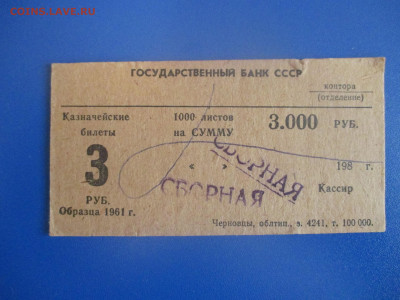 COINS.LAVE.RU
ГОСУДАРСТВЕННЫЙ БАНК СССР
контора
(отделение)
Казначейские билеты
1000 листов на СУММУ
3.000 РУБ.
3
РУБ.
Образца 1961 г.
« » 198 г.
СБОРНАЯ
СБОРНАЯ
Кассир
Черновцы, облтип., з. 4241, т. 100 000.